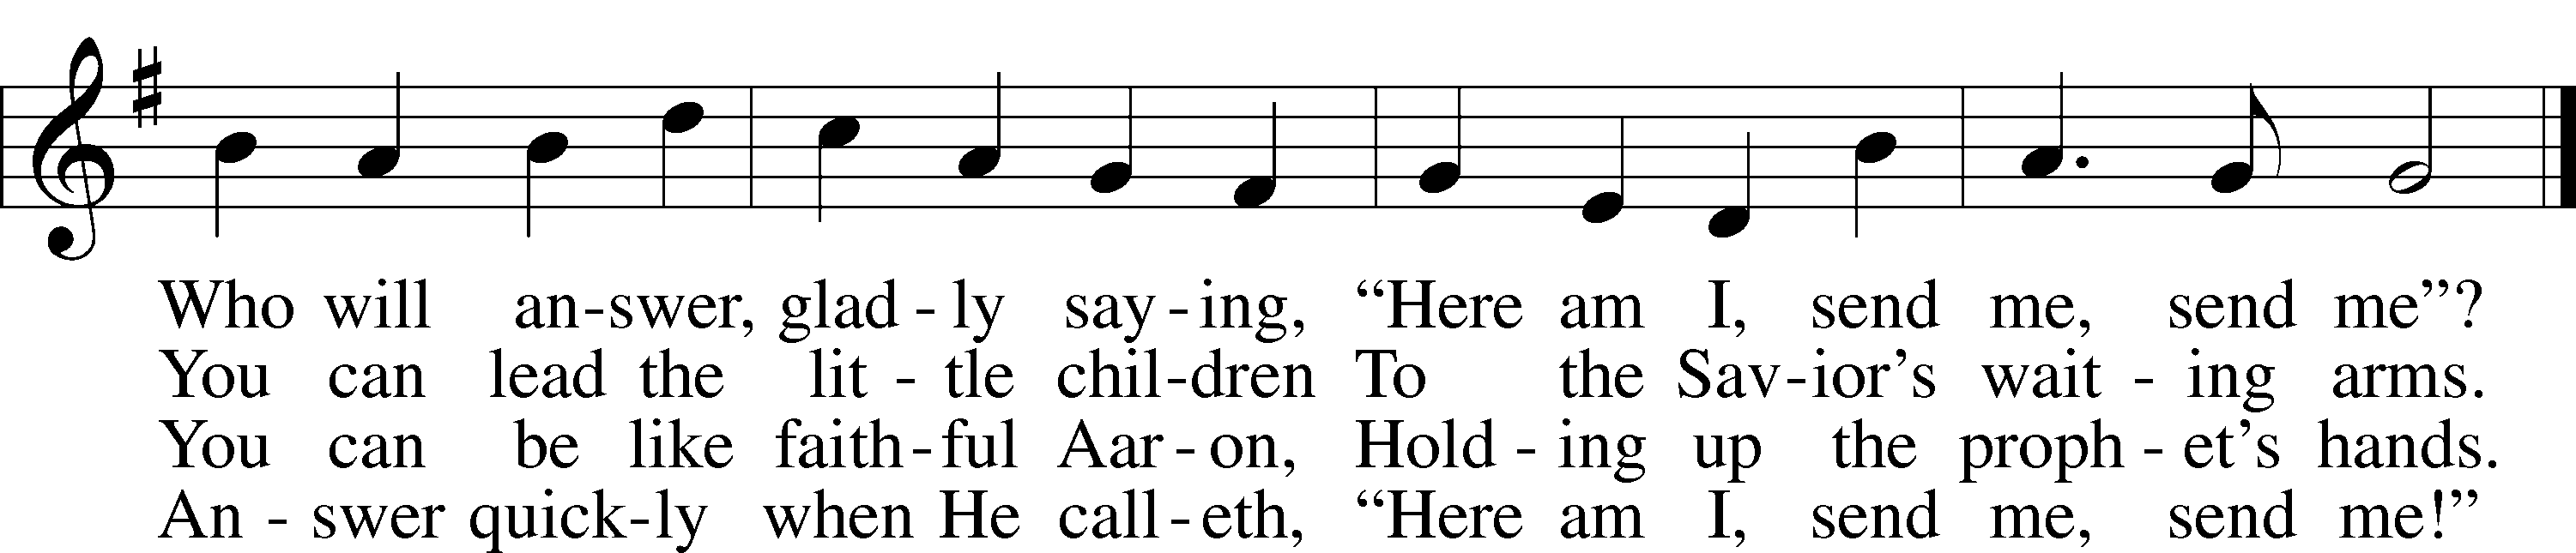 Who will an-swer, glad - ly say - ing, “Here am I, send me, send me”?
You can lead the lit - tle chil-dren To the Sav-ior’s wait - ing arms.
You can be like faith-ful Aar - on, Hold - ing up the proph - et’s hands.
An - swer quick-ly when He call - eth, “Here am I, send me, send me!”